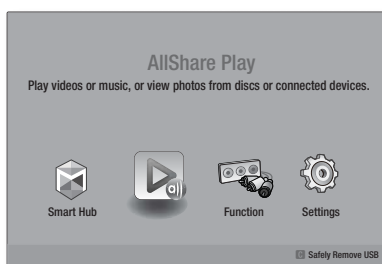 AllShare Play
Play videos or music, or view photos from discs or connected devices.
Smart Hub
Function
Settings
C Safely Remove USB